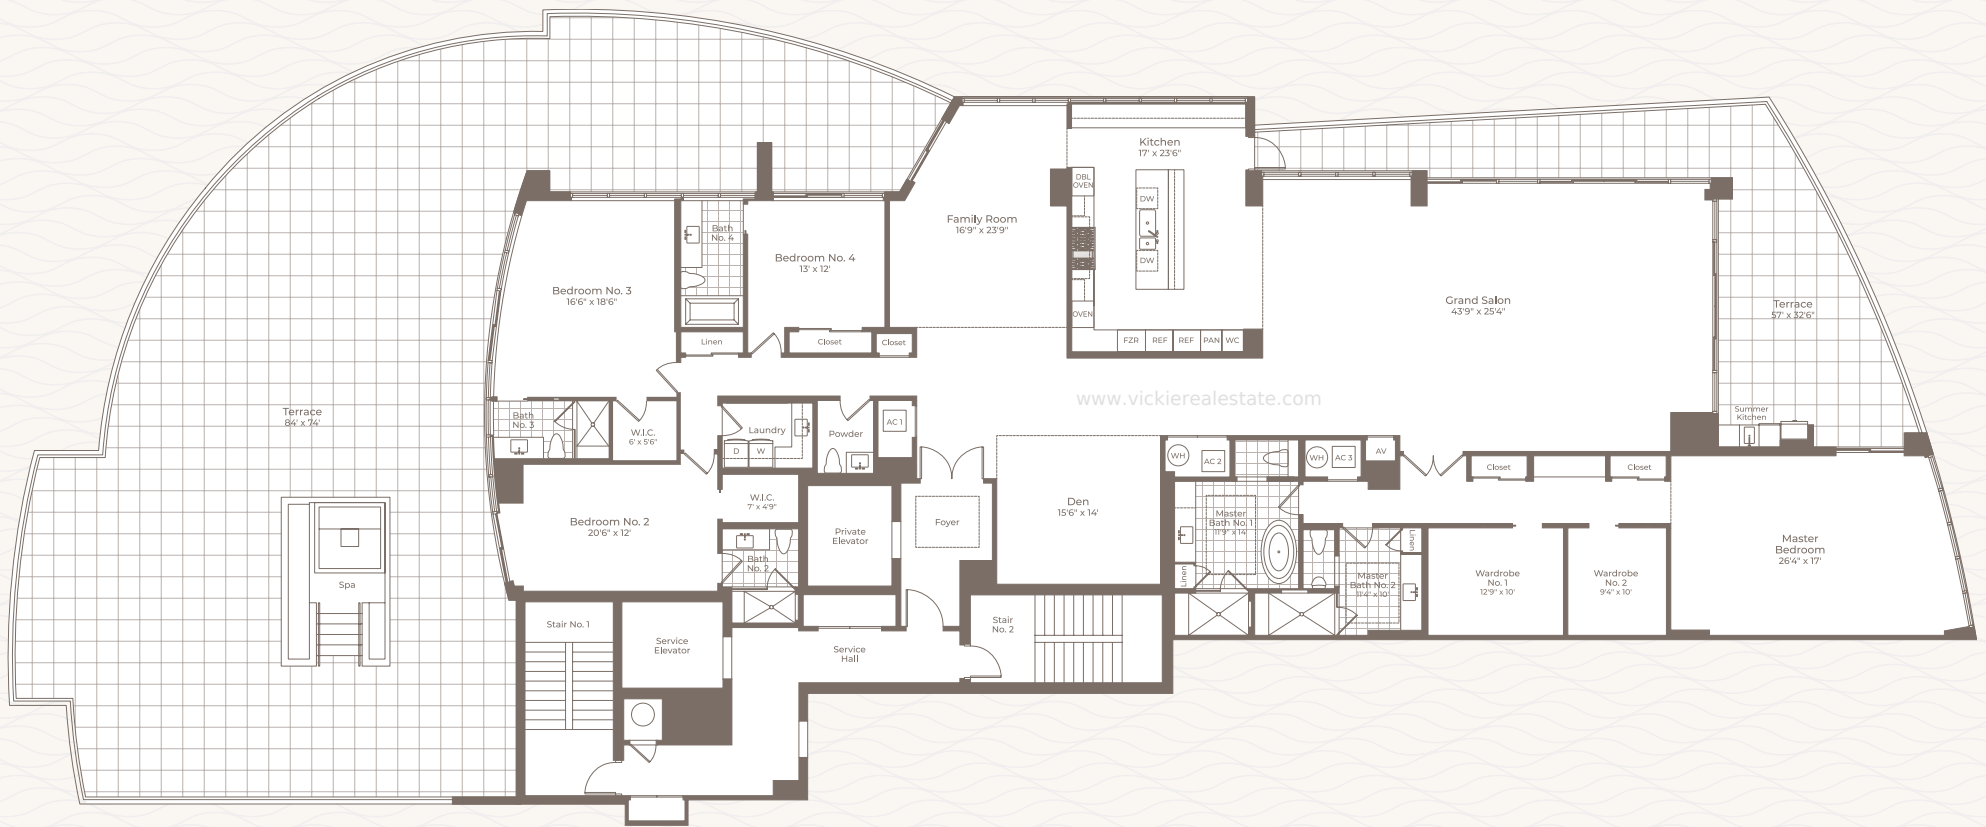 Kitchen
17' x 23'6"
DBL
OVEN
DW
DW
OVEN
FZR
REF
REF
PAN
WC
Family Room
16'9" x 23'9"
Bath
No. 4
Bedroom No. 4
13' x 12'
Bedroom No. 3
16'6" x 18'6"
Grand Salon
43'9" x 25'4"
Terrace
57' x 32'6"
Linen
Closet
Closet
www.vickierealestate.com
Terrace
84' x 74'
Bath
No. 3
W.I.C.
6' x 5'6"
Laundry
D
W
Powder
AC 1
Summer
Kitchen
WH
AC 2
WH
AC 3
AV
Closet
Closet
W.I.C.
7' x 4'9"
Bedroom No. 2
20'6" x 12'
Private
Elevator
Foyer
Den
15'6" x 14'
Master
Bath No. 1
11'9" x 14'
Linen
Linen
Master
Bedroom
26'4" x 17'
Bath
No. 2
Spa
Master
Bath No. 2
11'4" x 10'
Wardrobe
No. 1
12'9" x 10'
Wardrobe
No. 2
9'4" x 10'
Stair No. 1
Service
Elevator
Service
Hall
Stair
No. 2